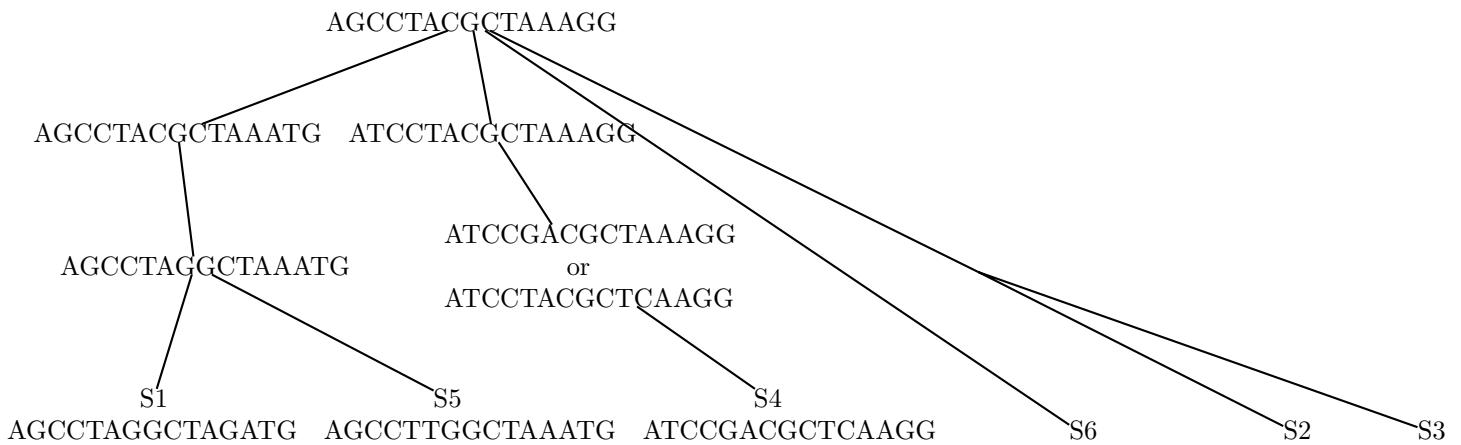 AGCCTACGCTAAAGG
AGCCTACGCTAAATG ATCCTACGCTAAAGG
ATCCGACGCTAAAGG
AGCCTAGGCTAAATG or
ATCCTACGCTCAAGG
S1 S5 S4
AGCCTAGGCTAGATG AGCCTTGGCTAAATG ATCCGACGCTCAAGG S6 S2 S3